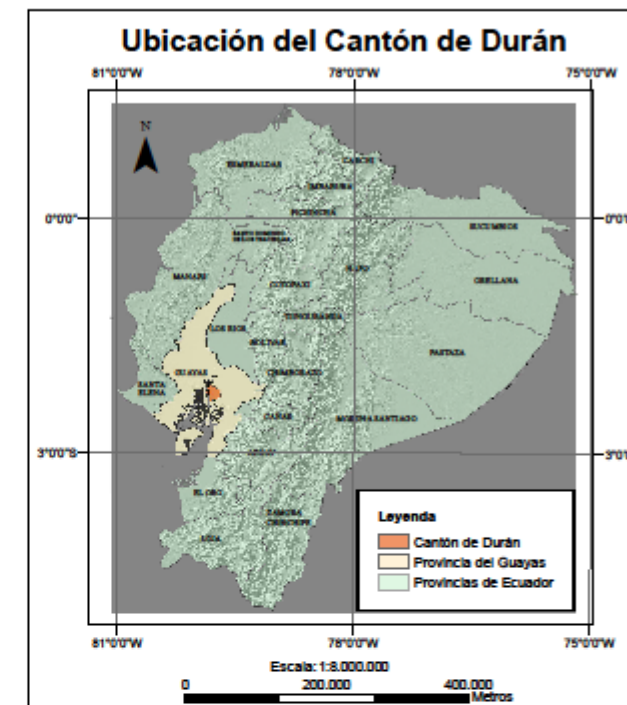 Ubicación del Cantón de Durán
81°0'0"W 78°0'0"W 75°0'0"W
N
ESMERALDAS
CARCHI
IMBABURA
PICHINCHA
0°0'0"
SUCUMBIOS
NAPO
MANABI
COTOPAXI
ORELLANA
TUNGURAHUA
LOS RIOS
BOLIVAR
PASTAZA
GUAYAS
CHIMBORAZO
SANTA
ELENA
CAÑAR
MORONA SANTIAGO
3°0'0"S
AZUAY
EL ORO
ZAMORA
CHINCHIPE
LOJA
Leyenda
Cantón de Durán
Provincia del Guayas
Provincias de Ecuador
81°0'0"W 78°0'0"W 75°0'0"W
Escala: 1:8.000.000
0 200.000 400.000
Metros